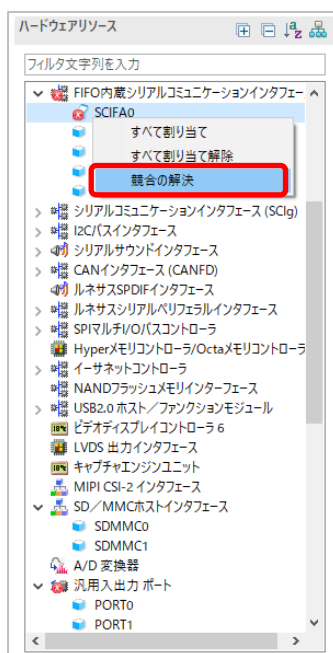 ハードウェアリソース
フィルタ文字列を入力
FIFO内蔵シリアルコミュニケーションインタフェー
SCIFA0
すべて割り当て
すべて割り当て解除
競合の解決
シリアルコミュニケーションインタフェース (SCIg)
I2Cバスインタフェース
シリアルサウンドインタフェース
CANインタフェース (CANFD)
ルネサスSPDIFインタフェース
ルネサスシリアルペリフェラルインタフェース
SPIマルチI/Oバスコントローラ
Hyperメモリコントローラ/Octaメモリコントローラ
イーサネットコントローラ
NANDフラッシュメモリインターフェース
USB2.0 ホスト／ファンクションモジュール
ビデオディスプレイコントローラ 6
LVDS 出力インタフェース
キャプチャエンジンユニット
MIPI CSI-2 インタフェース
SD／MMCホストインタフェース
SDMMC0
SDMMC1
A/D 変換器
汎用入出力 ポート
PORT0
PORT1